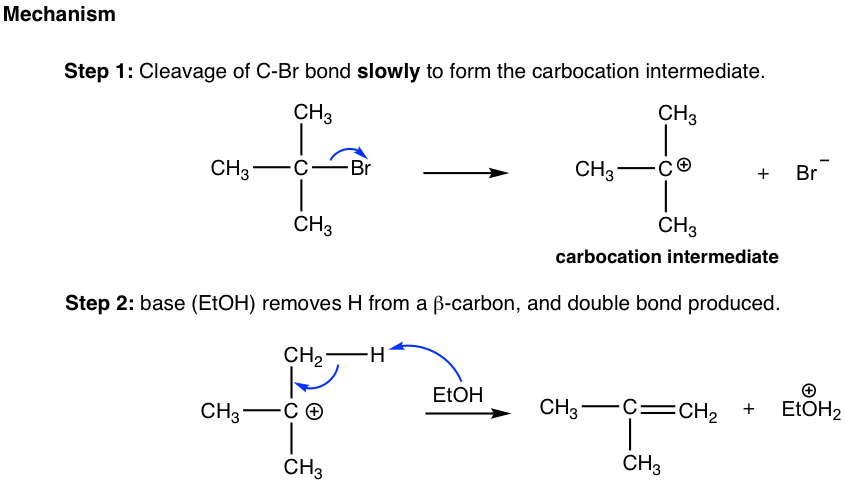 Mechanism
Step 1: Cleavage of C-Br bond slowly to form the carbocation intermediate.
CH₃
CH₃
CH₃ C Br
CH₃ C⊕ + Br⁻
CH₃
CH₃
carbocation intermediate
Step 2: base (EtOH) removes H from a β-carbon, and double bond produced.
CH₂ H
EtOH
CH₃ C ⊕
CH₃ C CH₂ + ⊕ EtOH₂
CH₃
CH₃